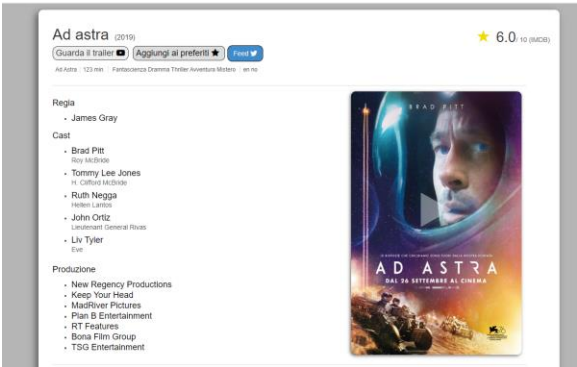 Ad astra (2019)
★ 6.0/ 10 (IMDB)
Guarda il trailer Aggiungi ai preferiti ★ Feed
Ad Astra 123 min Fantascienza Dramma Thriller Avventura Mistero en no
Regia
James Gray
Cast
Brad Pitt
Roy McBride
Tommy Lee Jones
H. Clifford McBride
Ruth Negga
Helen Lantos
John Ortiz
Lieutenant General Rivas
Liv Tyler
Eve
Produzione
New Regency Productions
Keep Your Head
MadRiver Pictures
Plan B Entertainment
RT Features
Bona Film Group
TSG Entertainment
BRAD PITT
AD ASTRA
DAL 26 SETTEMBRE AL CINEMA